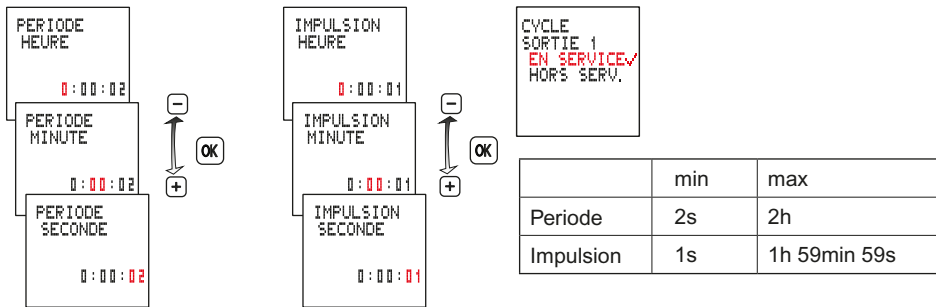 PERIODE
HEURE
0:00:02
PERIODE
MINUTE
0:00:02
PERIODE
SECONDE
0:00:02
−
OK
+
IMPULSION
HEURE
0:00:01
IMPULSION
MINUTE
0:00:01
IMPULSION
SECONDE
0:00:01
−
OK
+
CYCLE
SORTIE 1
EN SERVICE✓
HORS SERV.
min max
Periode 2s 2h
Impulsion 1s 1h 59min 59s